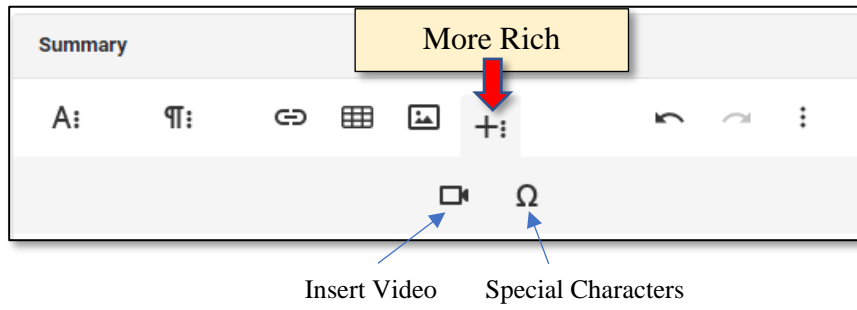 Summary
More Rich
A
¶
Ω
Insert Video
Special Characters